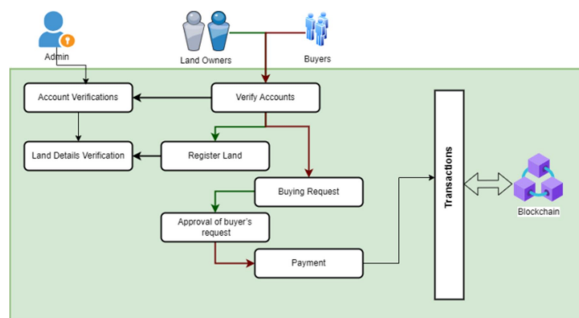 Admin
Land Owners
Buyers
Account Verifications
Verify Accounts
Land Details Verification
Register Land
Buying Request
Approval of buyer's
request
Payment
Transactions
Blockchain